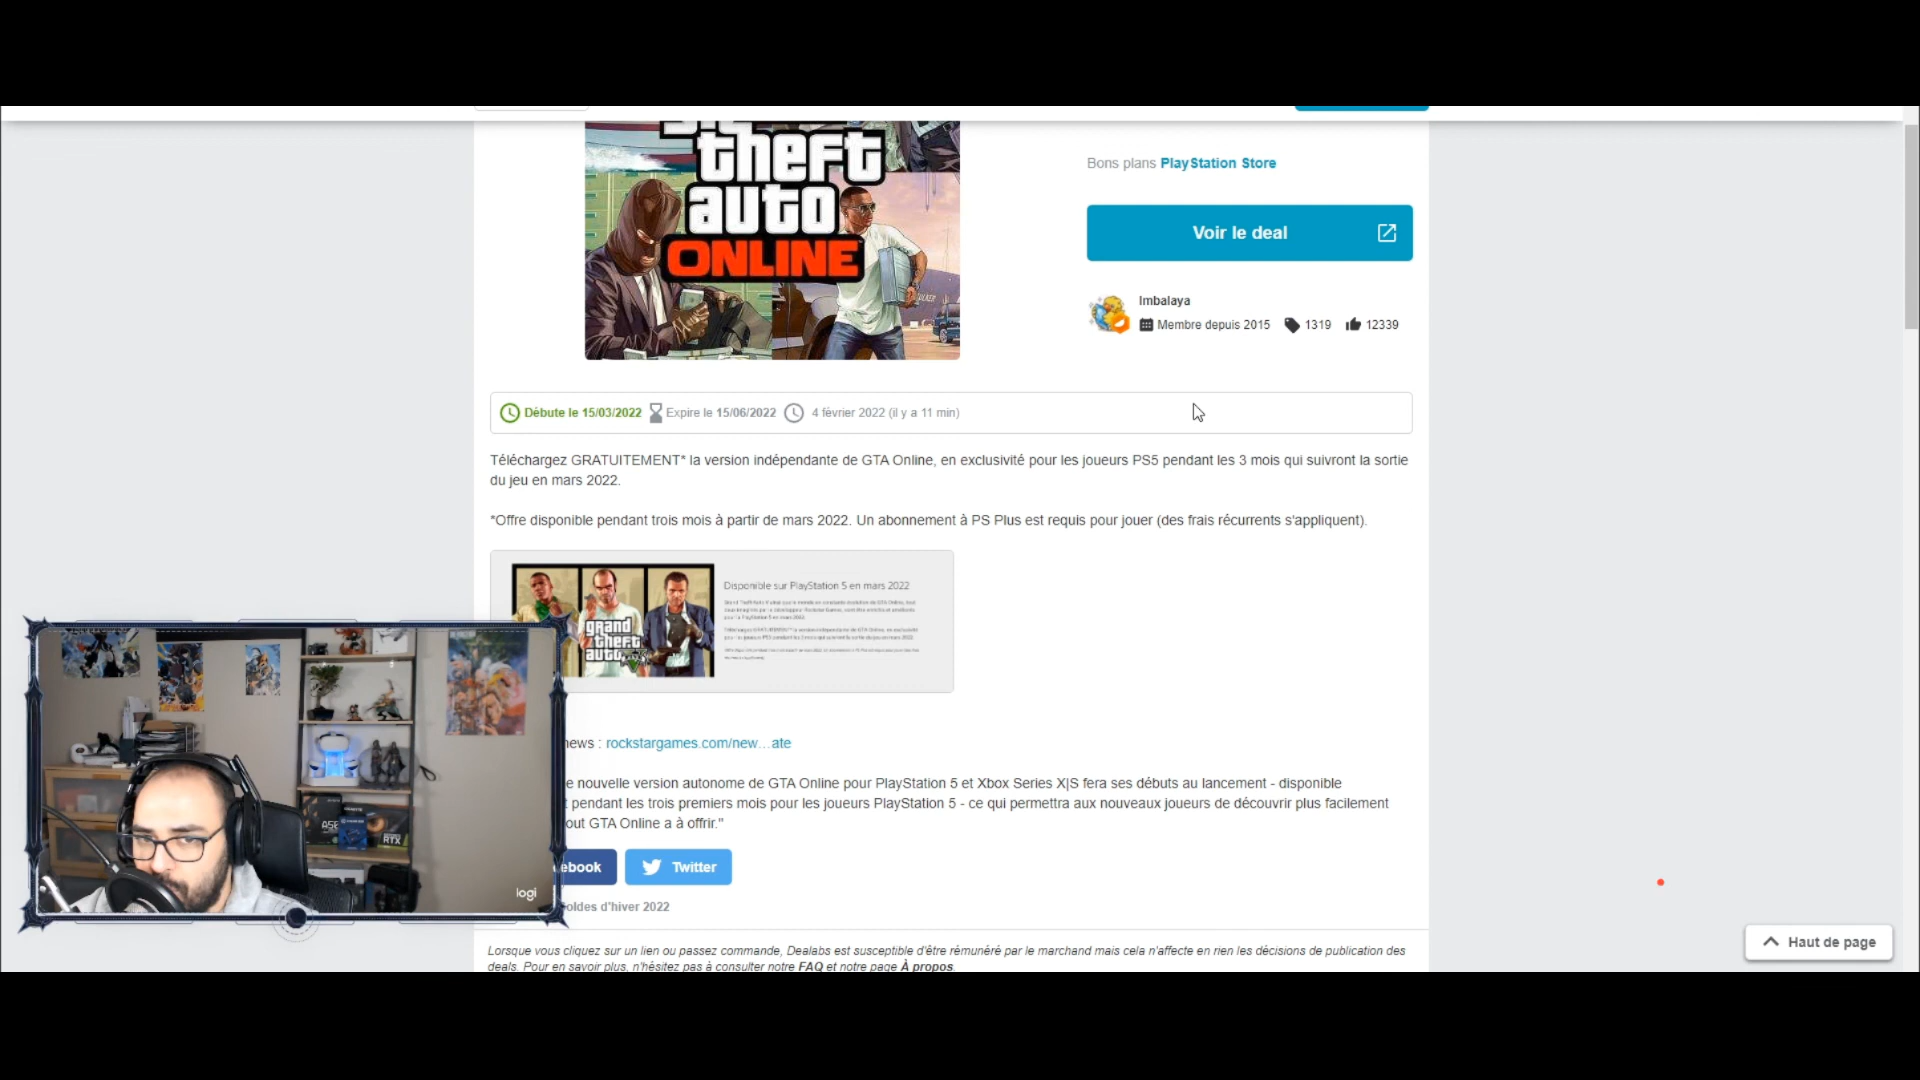 theft
auto
ONLINE
Bons plans PlayStation Store
Voir le deal
Imbalaya
Membre depuis 2015 1319 12339
Débute le 15/03/2022 Expire le 15/06/2022 4 février 2022 (il y a 11 min)
Téléchargez GRATUITEMENT* la version indépendante de GTA Online, en exclusivité pour les joueurs PS5 pendant les 3 mois qui suivront la sortie
du jeu en mars 2022.
*Offre disponible pendant trois mois à partir de mars 2022. Un abonnement à PS Plus est requis pour jouer (des frais récurrents s'appliquent).
Disponible sur PlayStation 5 en mars 2022
grand
theft
auto
news : rockstargames.com/new…ate
e nouvelle version autonome de GTA Online pour PlayStation 5 et Xbox Series X|S fera ses débuts au lancement - disponible
t pendant les trois premiers mois pour les joueurs PlayStation 5 - ce qui permettra aux nouveaux joueurs de découvrir plus facilement
out GTA Online a à offrir."
ebook Twitter
oldes d'hiver 2022
logi
RTX
Haut de page
Lorsque vous cliquez sur un lien ou passez commande, Dealabs est susceptible d'être rémunéré par le marchand mais cela n'affecte en rien les décisions de publication des
deals. Pour en savoir plus, n'hésitez pas à consulter notre FAQ et notre page À propos.